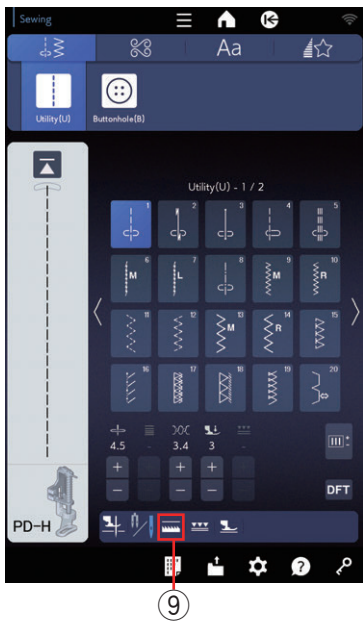 Sewing
Aa
Utility(U)
Buttonhole(B)
Utility(U) - 1 / 2
1 2 3 4 5
6 M 7 L 8 9 M 10 R
11 12 13 M 14 R 15
16 17 18 19 20
4.5 - 3.4 3 -
+ + +
− − − DFT
PD-H
9